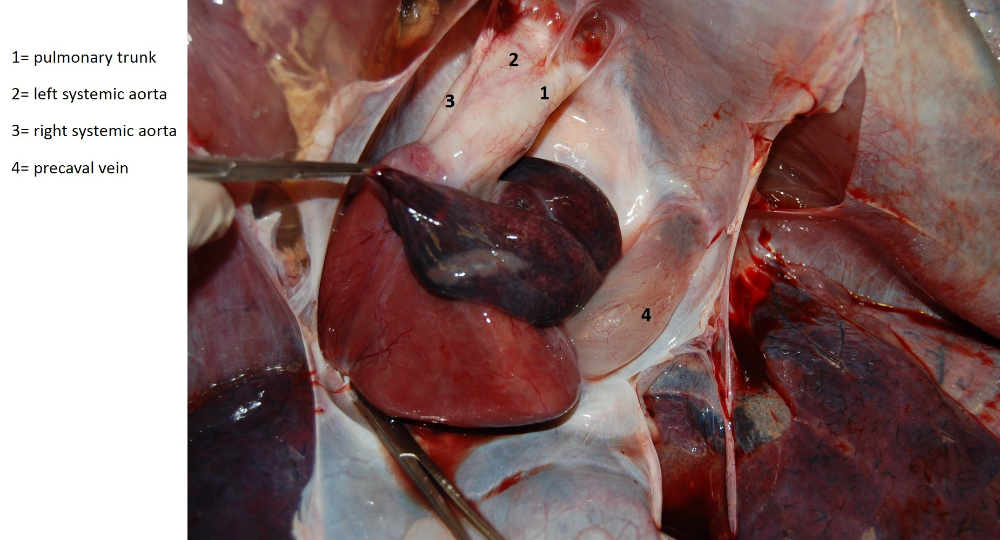 1= pulmonary trunk
2= left systemic aorta
3= right systemic aorta
4= precaval vein
2
1
3
4